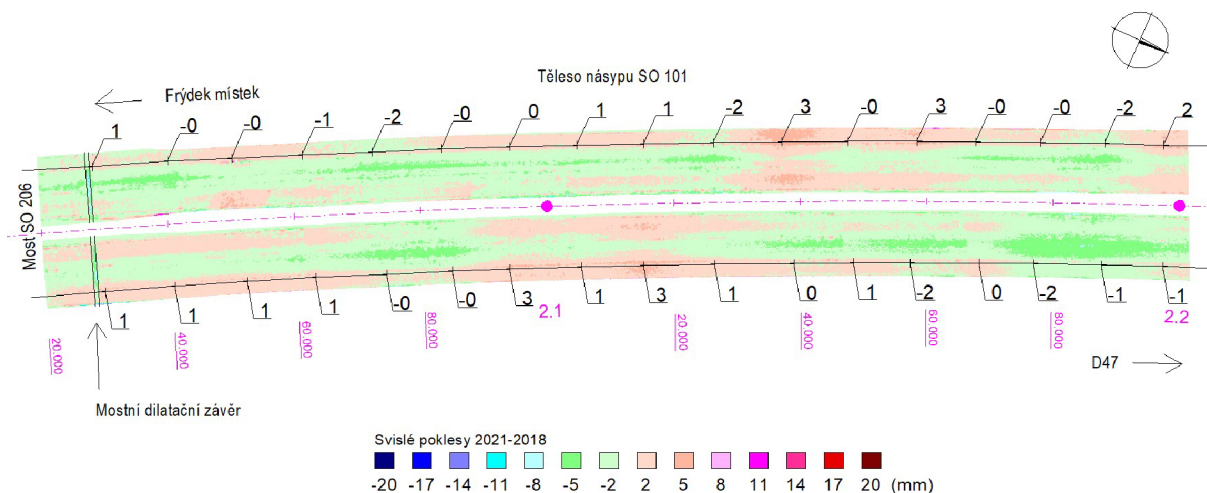 Těleso násypu SO 101
Frýdek místek
1 -0 -0 -1 -2 -0 0 1 1 -2 3 -0 3 -0 -0 -2 2
Most SO 206
1 1 1 1 -0 -0 3 1 3 1 0 1 -2 0 -2 -1 -1
2.1 2.2
20.000 40.000 60.000 80.000 20.000 40.000 60.000 80.000
D47
Mostní dilatační závěr
Svislé poklesy 2021-2018
-20 -17 -14 -11 -8 -5 -2 2 5 8 11 14 17 20 (mm)